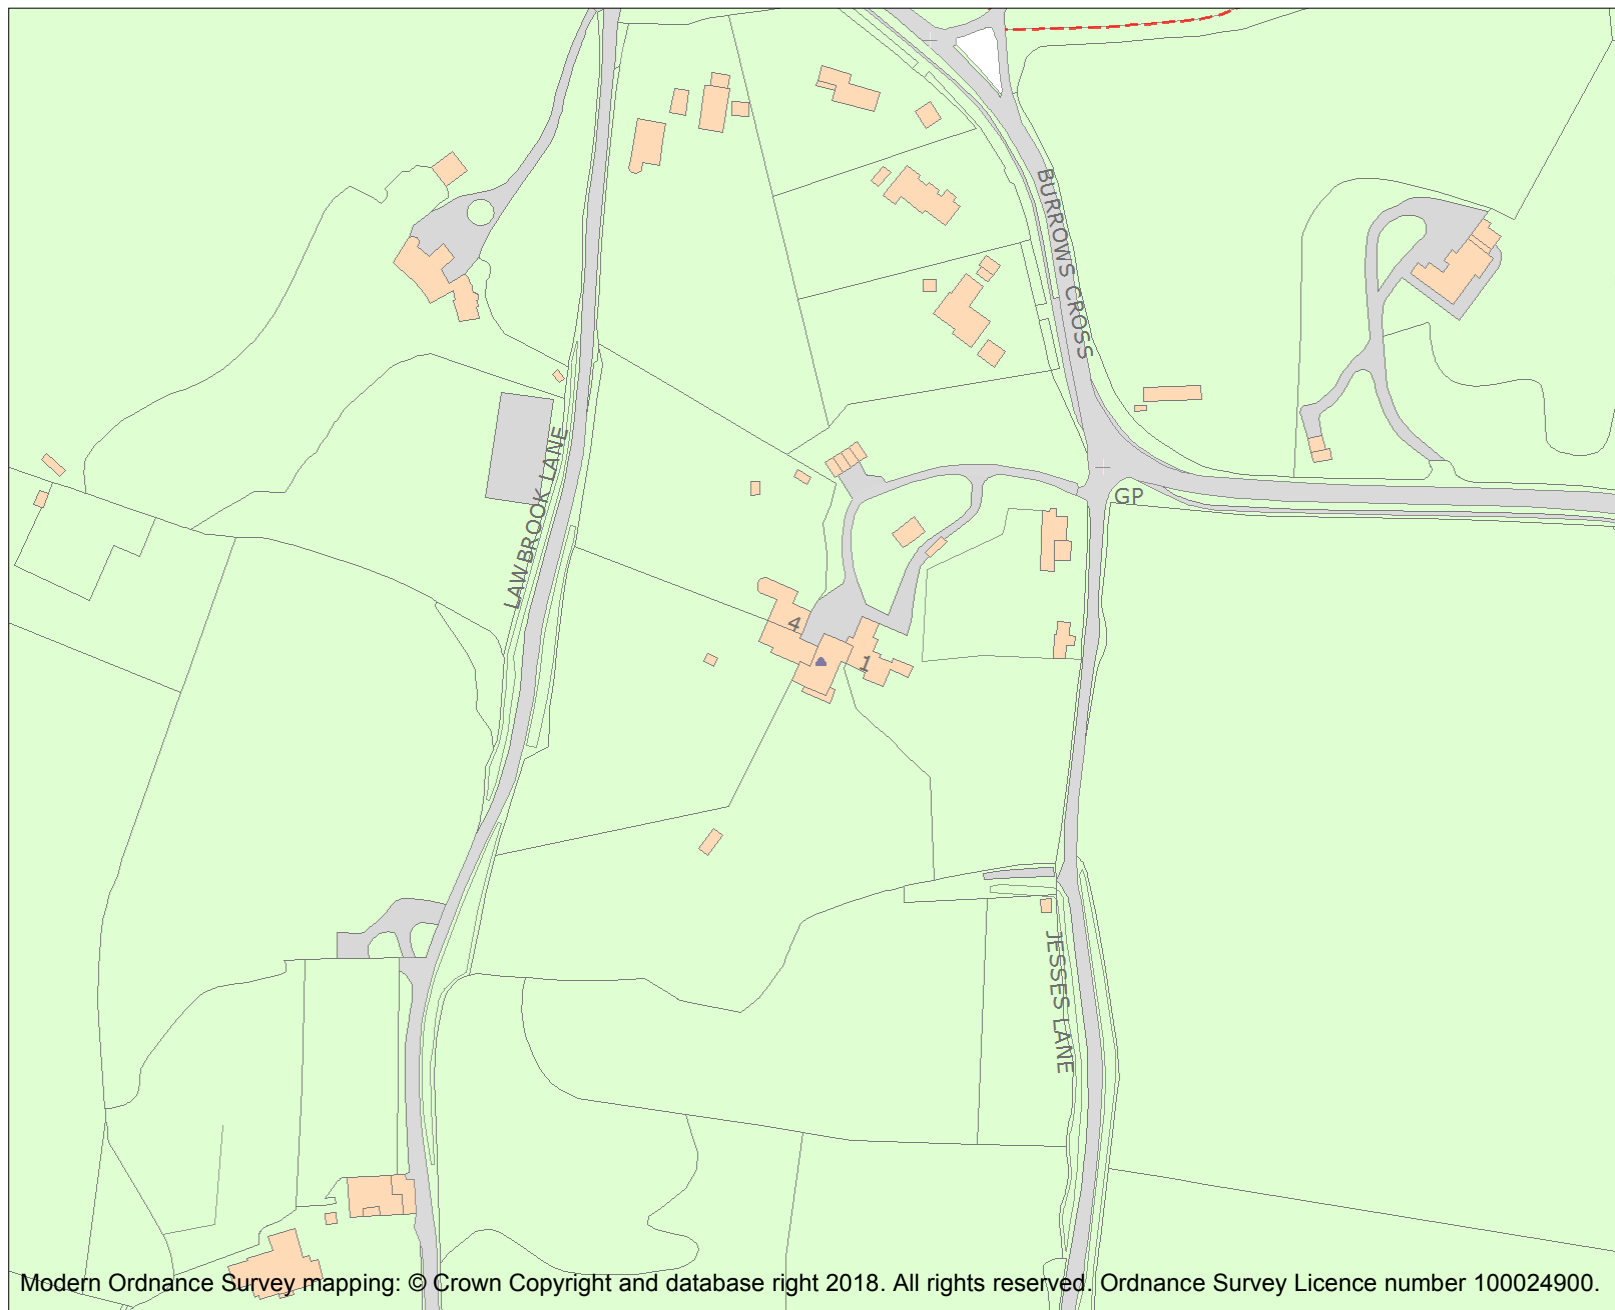 BURROWS CROSS
LAWBROOK LANE
GP
4
1
JESSES LANE
Modern Ordnance Survey mapping: © Crown Copyright and database right 2018. All rights reserved. Ordnance Survey Licence number 100024900.